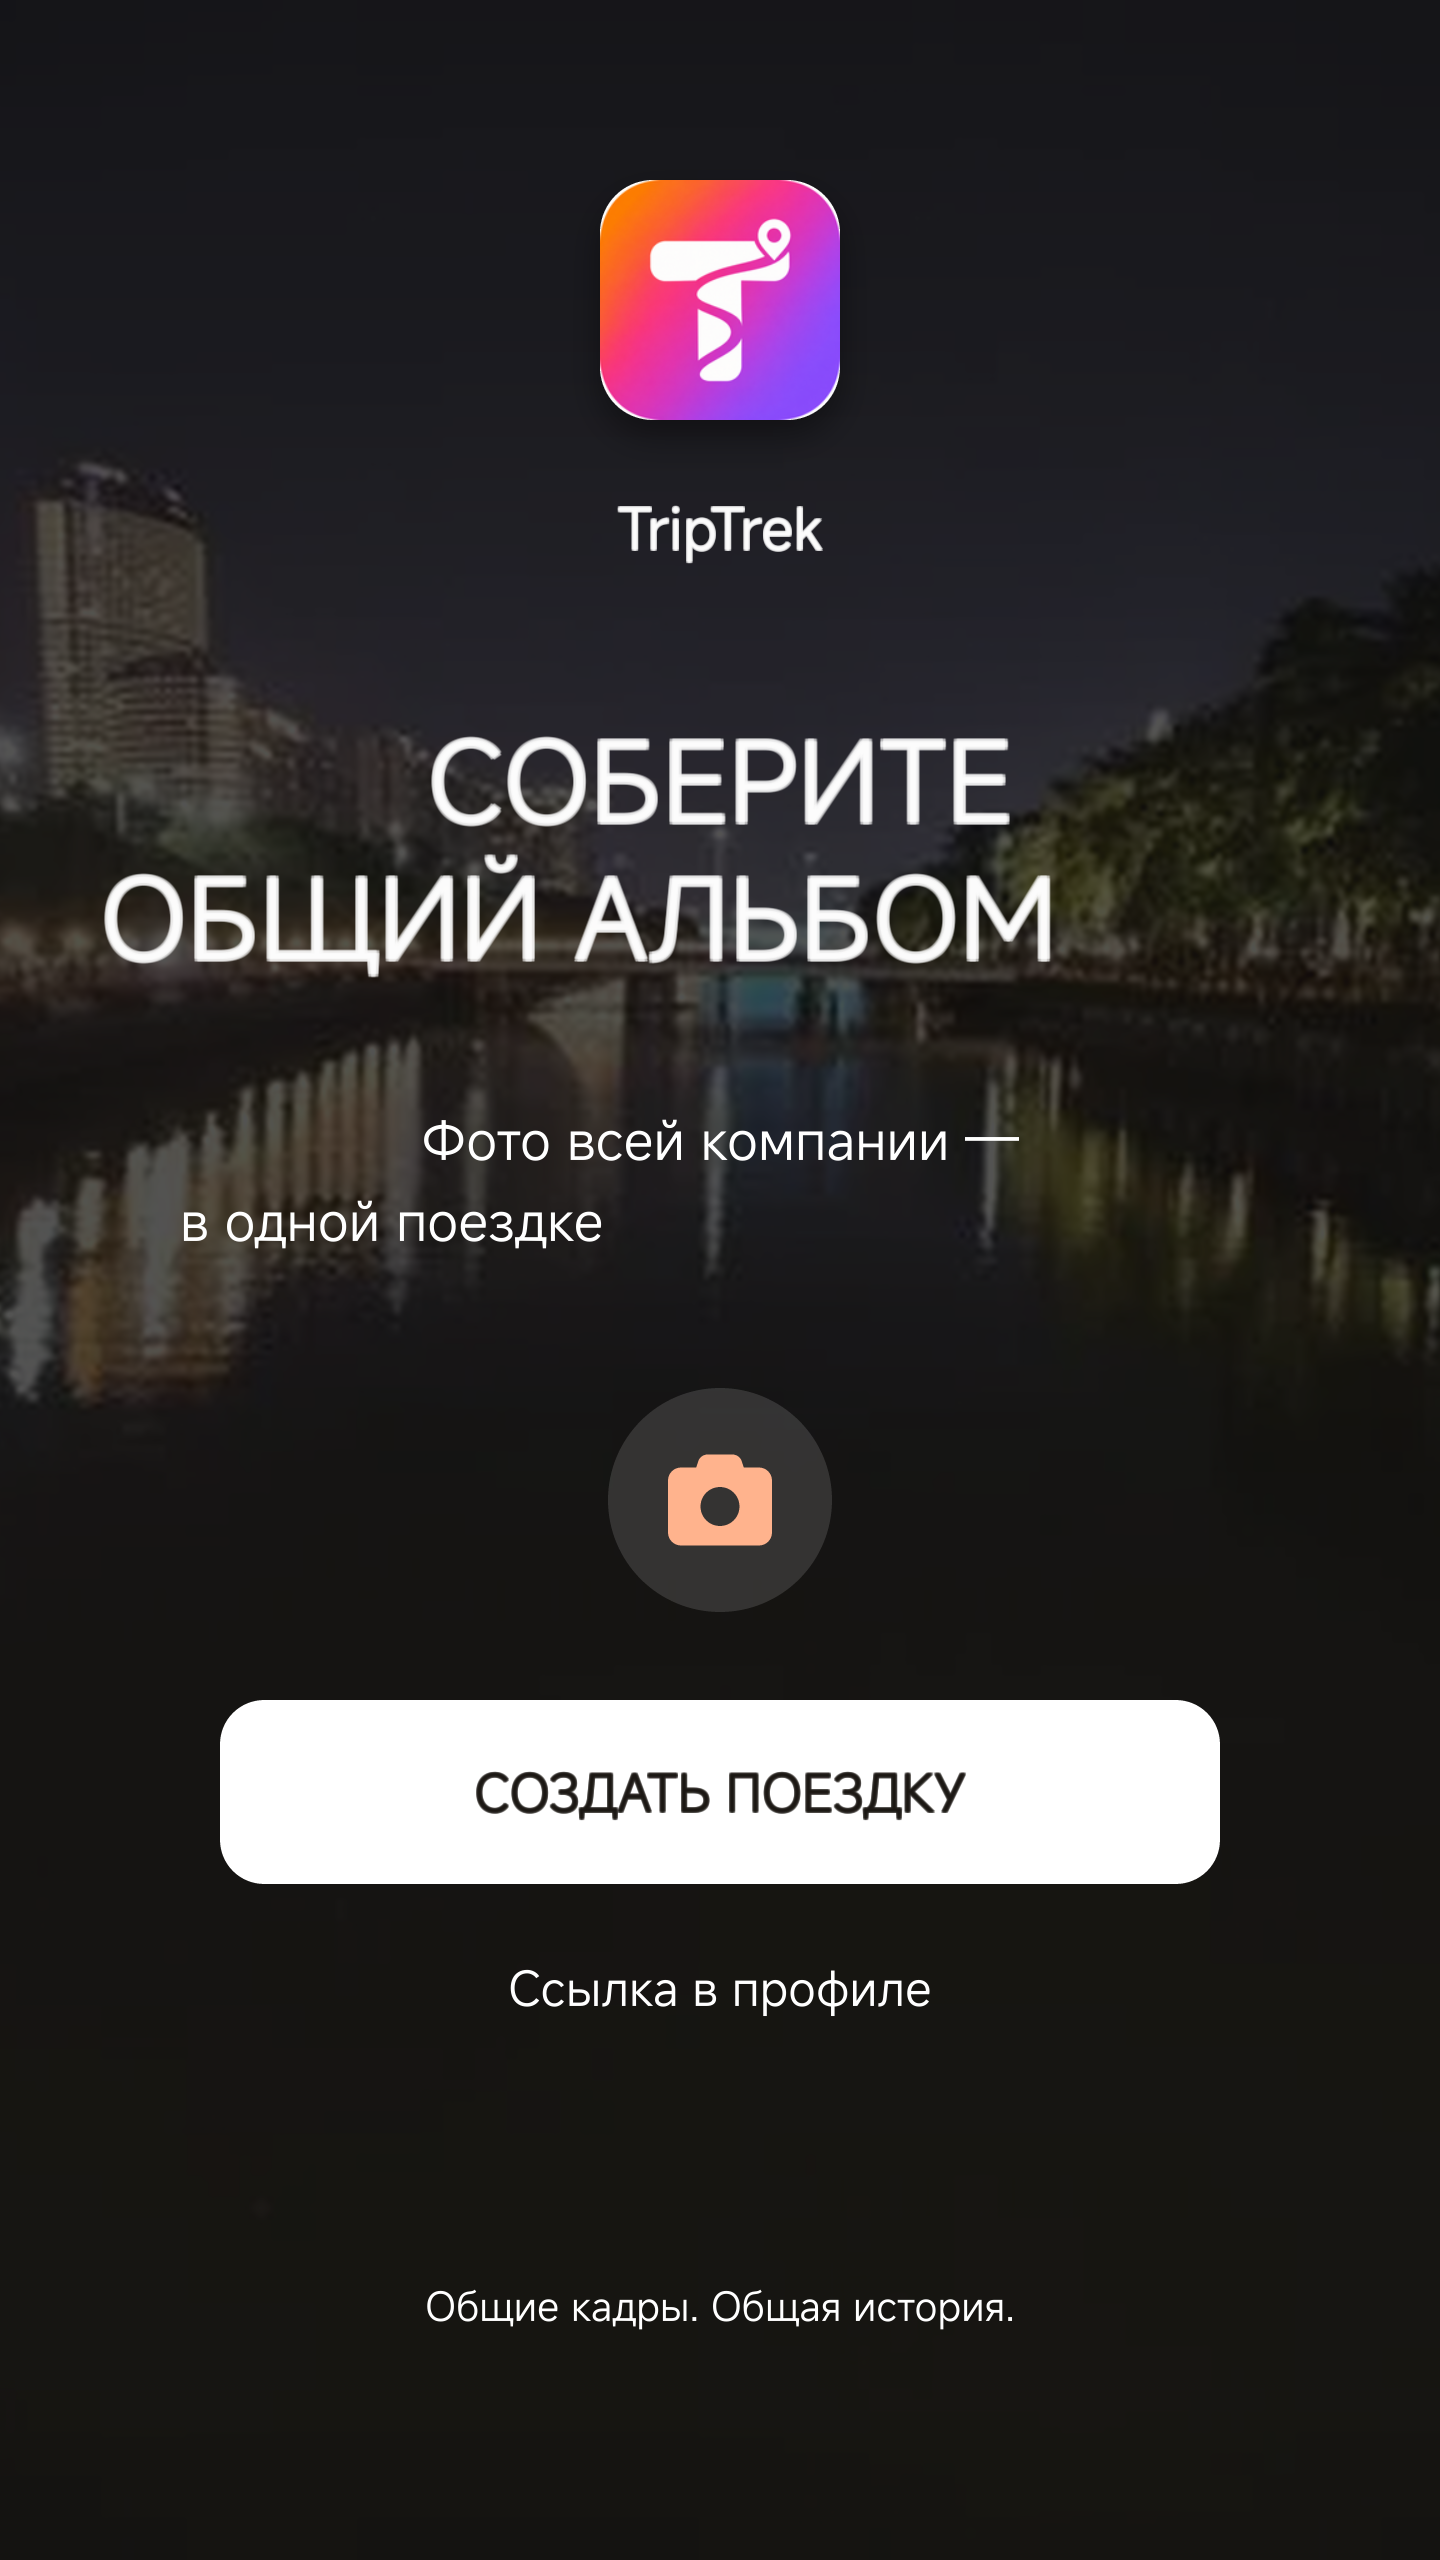 TripTrek
СОБЕРИТЕ
ОБЩИЙ АЛЬБОМ
Фото всей компании —
в одной поездке
СОЗДАТЬ ПОЕЗДКУ
Ссылка в профиле
Общие кадры. Общая история.